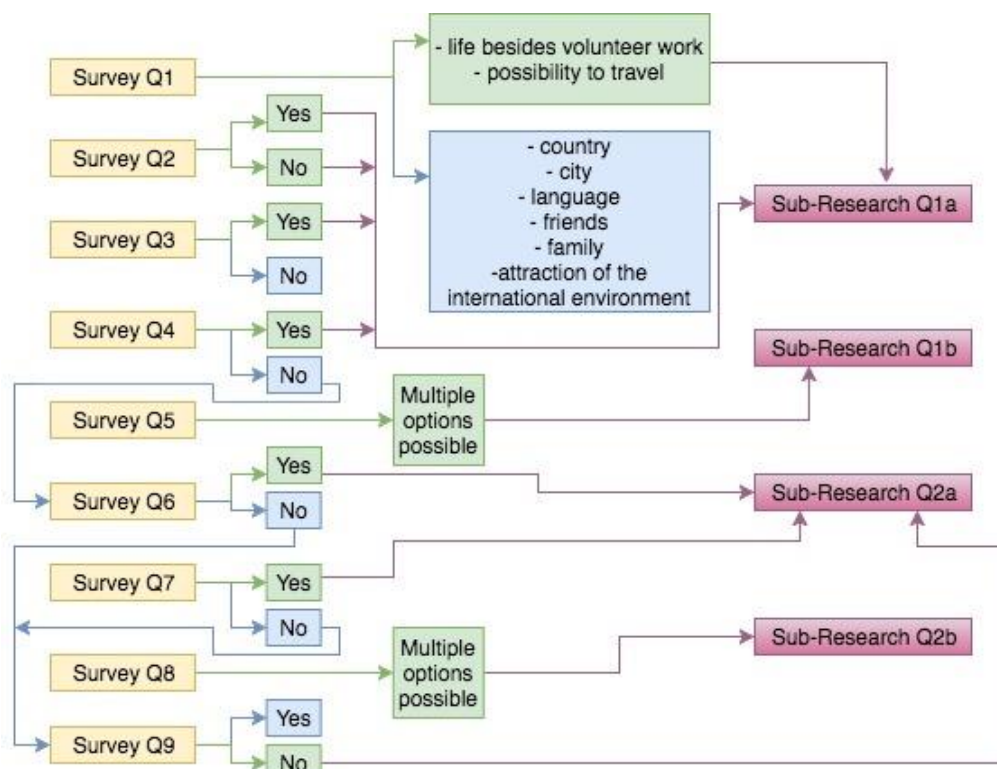 Survey Q1
- life besides volunteer work
- possibility to travel
Survey Q2
Yes
No
- country
- city
- language
- friends
- family
-attraction of the
international environment
Sub-Research Q1a
Survey Q3
Yes
No
Survey Q4
Yes
No
Sub-Research Q1b
Survey Q5
Multiple
options
possible
Survey Q6
Yes
No
Sub-Research Q2a
Survey Q7
Yes
No
Sub-Research Q2b
Survey Q8
Multiple
options
possible
Survey Q9
Yes
No